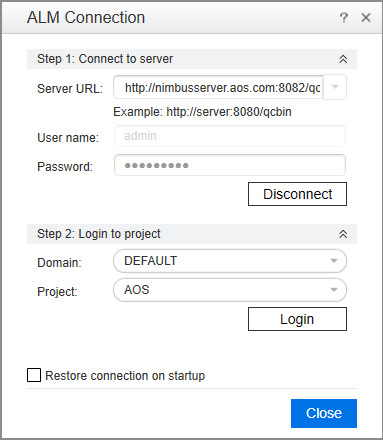 ALM Connection ? ×
Step 1: Connect to server
Server URL: http://nimbusserver.aos.com:8082/qc
Example: http://server:8080/qcbin
User name: admin
Password: ●●●●●●●●●
Disconnect
Step 2: Login to project
Domain: DEFAULT
Project: AOS
Login
Restore connection on startup
Close